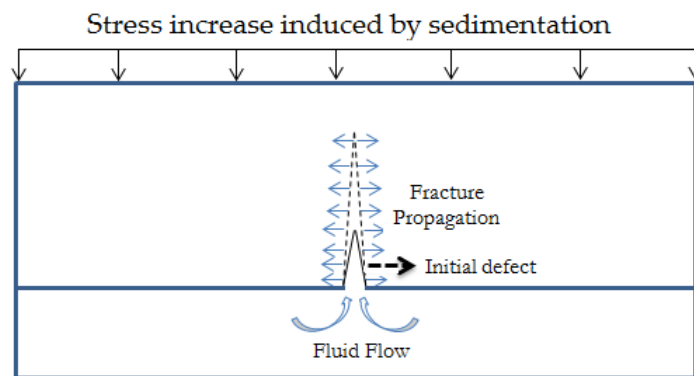 Stress increase induced by sedimentation
Fracture
Propagation
Initial defect
Fluid Flow